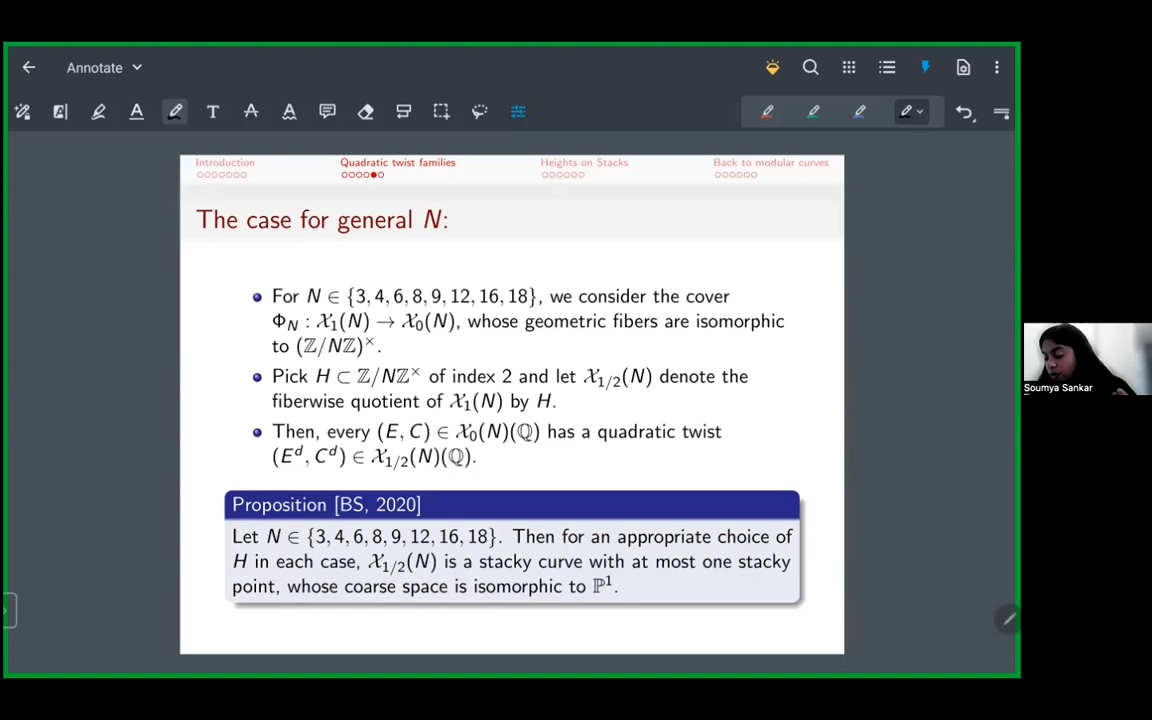 Annotate
Introduction
Quadratic twist families
Heights on Stacks
Back to modular curves
The case for general N:
For N ∈ {3, 4, 6, 8, 9, 12, 16, 18}, we consider the cover
Φ_N : 𝒳₁(N) → 𝒳₀(N), whose geometric fibers are isomorphic
to (ℤ/Nℤ)^×.
Pick H ⊂ ℤ/Nℤ^× of index 2 and let 𝒳_{1/2}(N) denote the
fiberwise quotient of 𝒳₁(N) by H.
Then, every (E, C) ∈ 𝒳₀(N)(ℚ) has a quadratic twist
(E^d, C^d) ∈ 𝒳_{1/2}(N)(ℚ).
Proposition [BS, 2020]
Let N ∈ {3, 4, 6, 8, 9, 12, 16, 18}. Then for an appropriate choice of
H in each case, 𝒳_{1/2}(N) is a stacky curve with at most one stacky
point, whose coarse space is isomorphic to ℙ¹.
Soumya Sankar